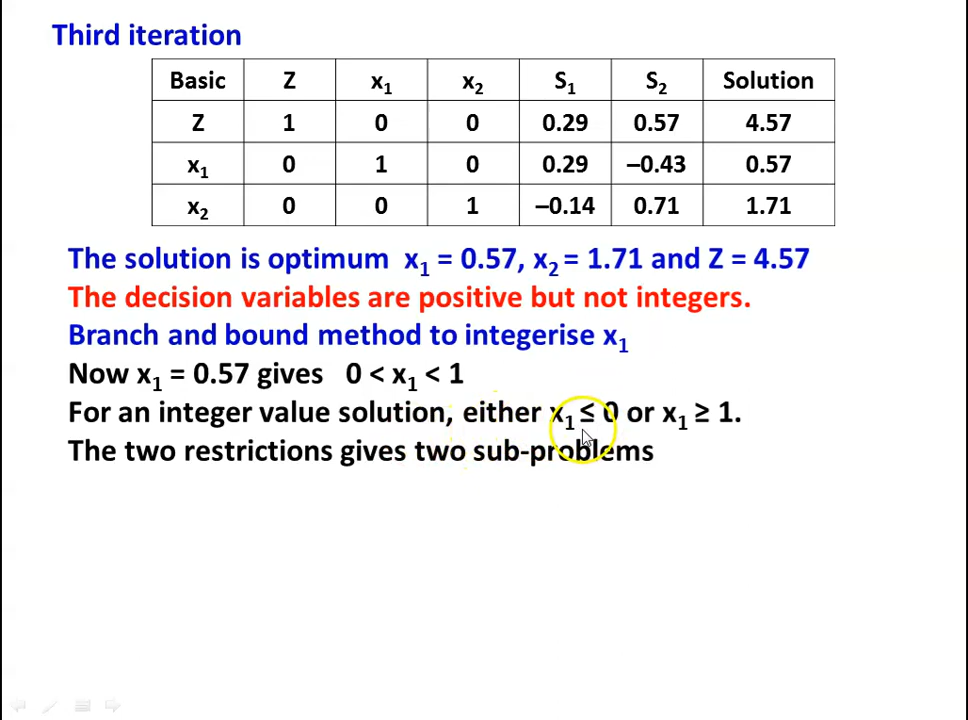 Third iteration
Basic Z x₁ x₂ S₁ S₂ Solution
Z 1 0 0 0.29 0.57 4.57
x₁ 0 1 0 0.29 –0.43 0.57
x₂ 0 0 1 –0.14 0.71 1.71
The solution is optimum x₁ = 0.57, x₂ = 1.71 and Z = 4.57
The decision variables are positive but not integers.
Branch and bound method to integerise x₁
Now x₁ = 0.57 gives 0 < x₁ < 1
For an integer value solution, either x₁ ≤ 0 or x₁ ≥ 1.
The two restrictions gives two sub-problems